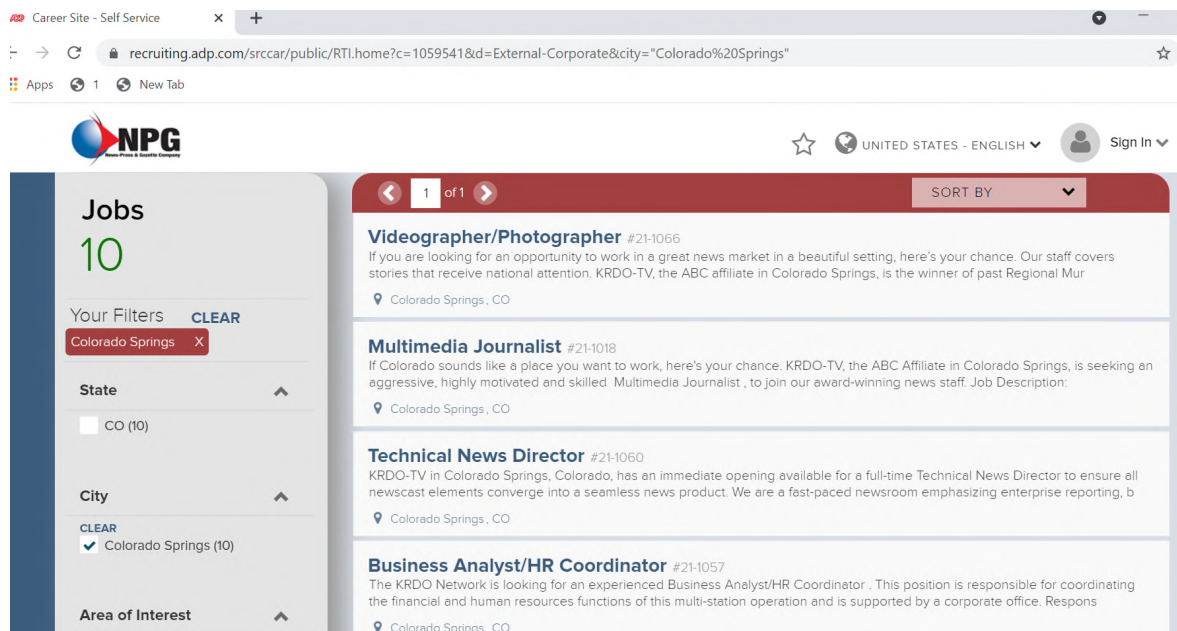 Career Site - Self Service
recruiting.adp.com/srccar/public/RTI.home?c=1059541&d=External-Corporate&city="Colorado%20Springs"
Apps 1 New Tab
NPG
News-Press & Gazette Company
UNITED STATES - ENGLISH
Sign In
Jobs
10
Your Filters CLEAR
Colorado Springs X
State
CO (10)
City
CLEAR
Colorado Springs (10)
Area of Interest
1 of 1
SORT BY
Videographer/Photographer #21-1066
If you are looking for an opportunity to work in a great news market in a beautiful setting, here's your chance. Our staff covers
stories that receive national attention. KRDO-TV, the ABC affiliate in Colorado Springs, is the winner of past Regional Mur
Colorado Springs, CO
Multimedia Journalist #21-1018
If Colorado sounds like a place you want to work, here's your chance. KRDO-TV, the ABC Affiliate in Colorado Springs, is seeking an
aggressive, highly motivated and skilled Multimedia Journalist , to join our award-winning news staff. Job Description:
Colorado Springs, CO
Technical News Director #21-1060
KRDO-TV in Colorado Springs, Colorado, has an immediate opening available for a full-time Technical News Director to ensure all
newscast elements converge into a seamless news product. We are a fast-paced newsroom emphasizing enterprise reporting, b
Colorado Springs, CO
Business Analyst/HR Coordinator #21-1057
The KRDO Network is looking for an experienced Business Analyst/HR Coordinator . This position is responsible for coordinating
the financial and human resources functions of this multi-station operation and is supported by a corporate office. Respons
Colorado Springs, CO